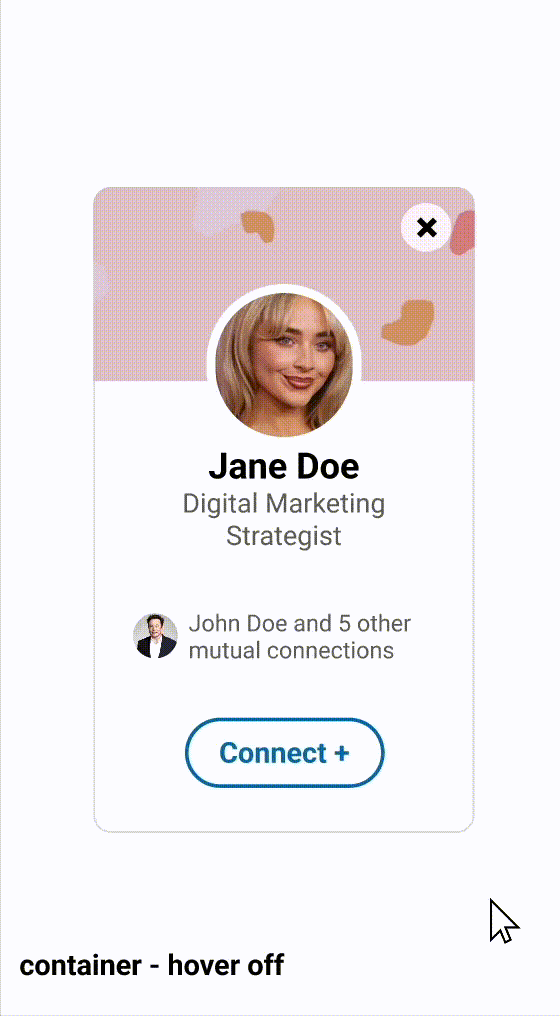 Jane Doe
Digital Marketing
Strategist
John Doe and 5 other
mutual connections
Connect +
container - hover off